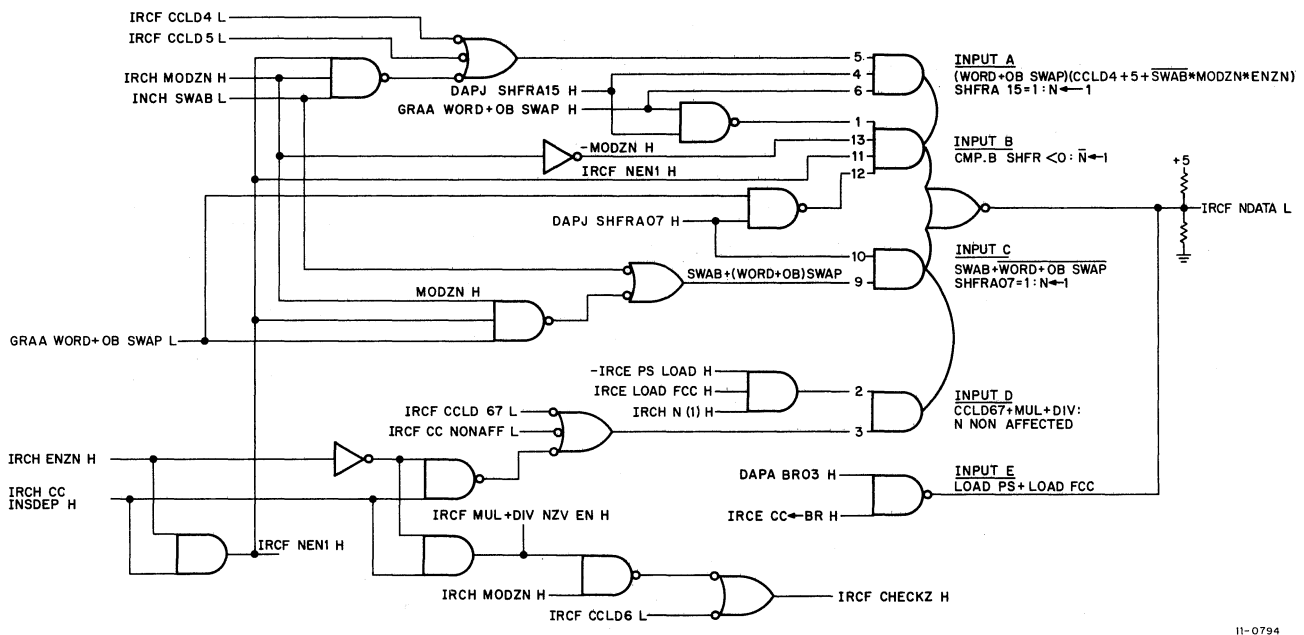 IRCF CCLD4 L
IRCF CCLD5 L
IRCH MODZN H
INCH SWAB L
DAPJ SHFRA15 H
GRAA WORD+OB SWAP H
5
4
6
INPUT A
(WORD+OB SWAP)(CCLD4+5+SWAB*MODZN*ENZN)
SHFRA 15=1:N←1
-MODZN H
IRCF NEN1 H
1
13
11
12
INPUT B
CMP.B SHFR <0: N←1
+5
IRCF NDATA L
DAPJ SHFRA07 H
10
9
INPUT C
SWAB+WORD+OB SWAP
SHFRA07=1:N←1
SWAB+(WORD+OB)SWAP
MODZN H
GRAA WORD+OB SWAP L
-IRCE PS LOAD H
IRCE LOAD FCC H
IRCH N (1) H
2
3
INPUT D
CCLD67+MUL+DIV:
N NON AFFECTED
IRCF CCLD 67 L
IRCF CC NONAFF L
IRCH ENZN H
IRCH CC
INSDEP H
DAPA BR03 H
IRCE CC←BR H
INPUT E
LOAD PS+LOAD FCC
IRCF MUL+DIV NZV EN H
IRCF NEN1 H
IRCH MODZN H
IRCF CCLD6 L
IRCF CHECKZ H
11-0794